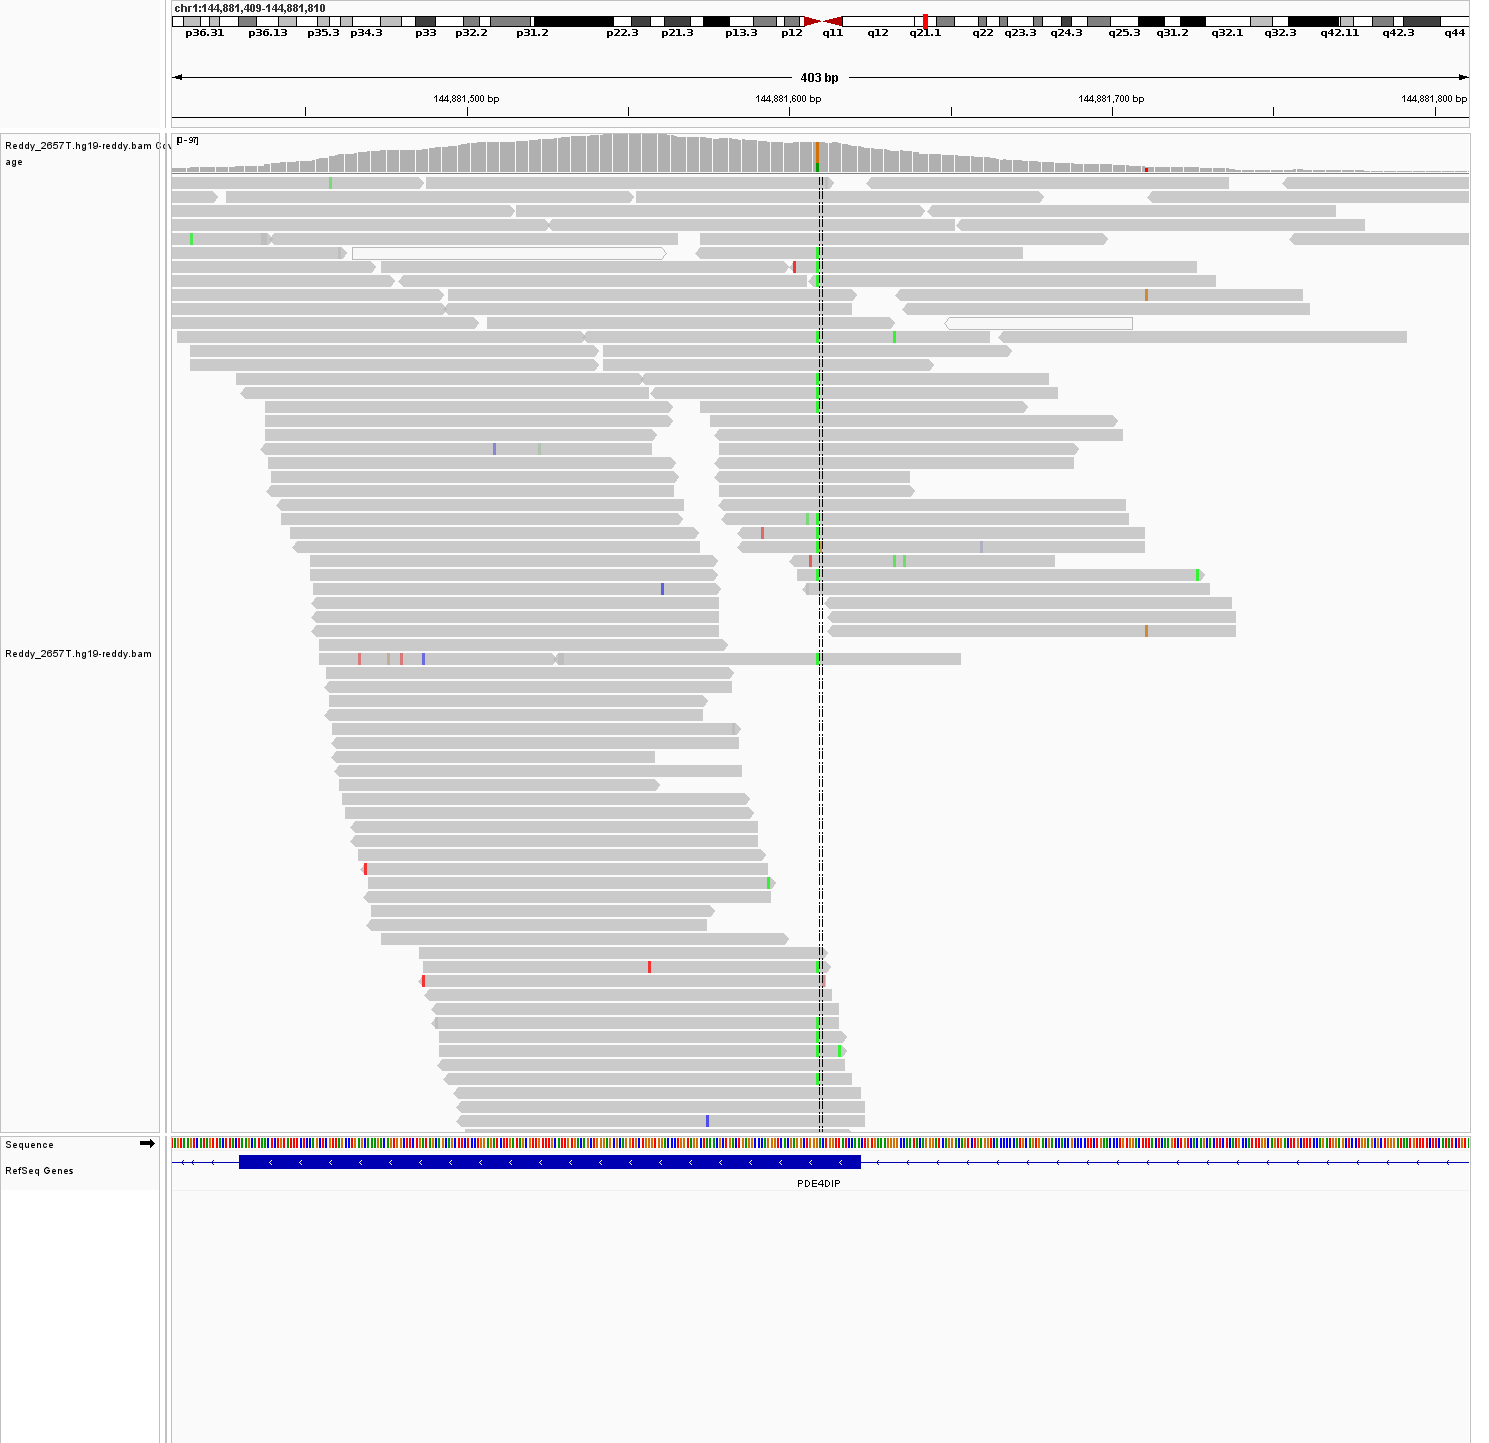 chr1:144,881,409-144,881,810
p36.31 p36.13 p35.3 p34.3 p33 p32.2 p31.2 p22.3 p21.3 p13.3 p12 q11 q12 q21.1 q22 q23.3 q24.3 q25.3 q31.2 q32.1 q32.3 q42.11 q42.3 q44
403 bp
144,881,500 bp 144,881,600 bp 144,881,700 bp 144,881,800 bp
[0-97]
Reddy_2657T.hg19-reddy.bam Cov
age
Reddy_2657T.hg19-reddy.bam
Sequence
RefSeq Genes
PDE4DIP